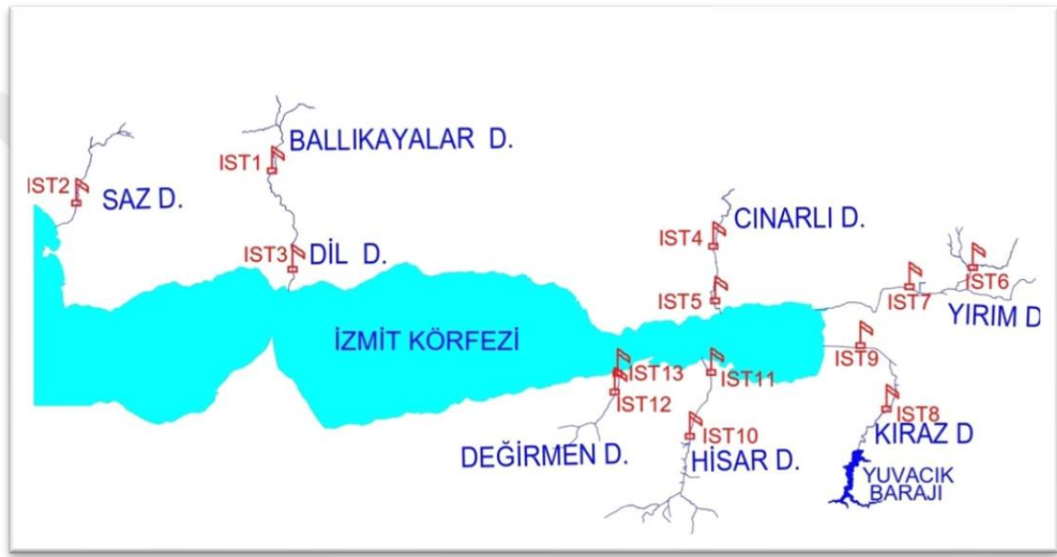 BALLIKAYALAR D.
IST1
IST2
SAZ D.
IST3
DİL D.
IST4
CINARLI D.
IST5
IST6
IST7
YIRIM D
İZMİT KÖRFEZİ
IST9
IST13
IST11
IST12
IST8
IST10
KIRAZ D
DEĞİRMEN D.
HİSAR D.
YUVACIK
BARAJI